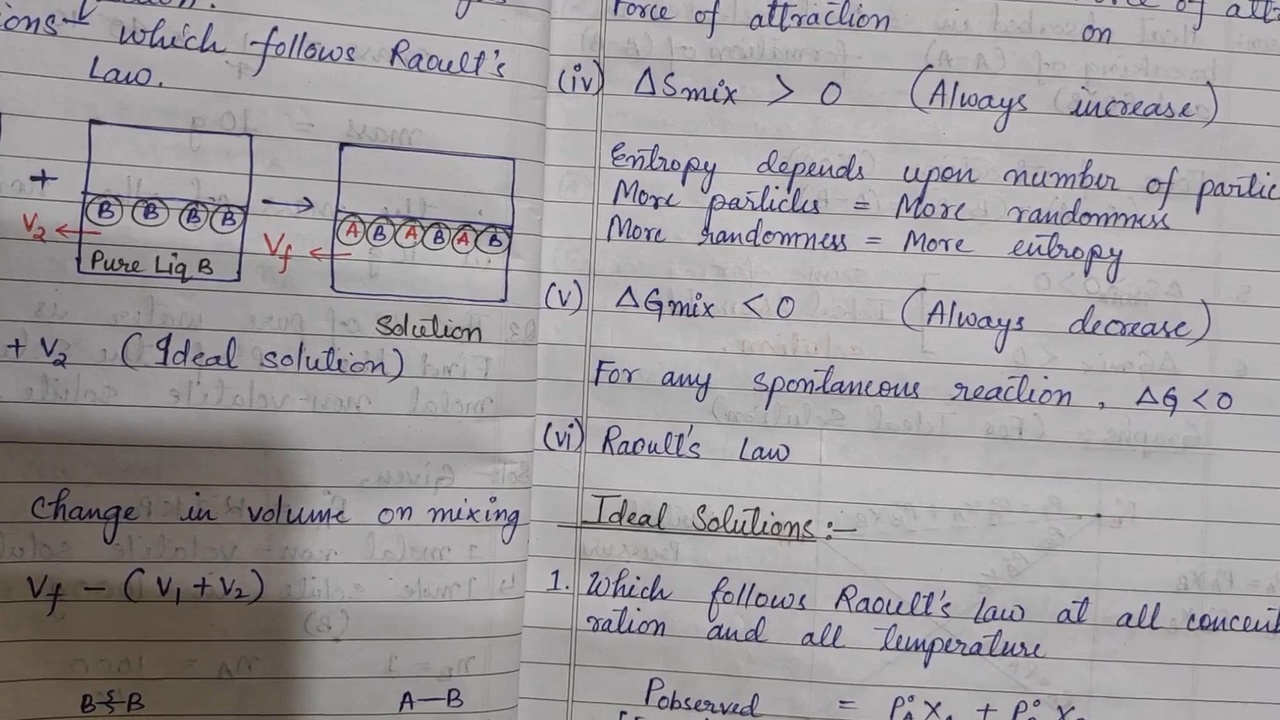 which follows Raoult's
Law.
+
B B B B
V2
Pure Liq B
A B A B A B
Vf
Solution
+ V2 (Ideal solution)
Change in volume on mixing
Vf - (V1 + V2)
B B
A—B
Force of attraction
on
(iv) ΔSmix > 0 (Always increase)
Entropy depends upon number of partic
More particles = More randomness
More randomness = More entropy
(v) ΔGmix < 0 (Always decrease)
For any spontaneous reaction, ΔG < 0
(vi) Raoult's Law
Ideal Solutions :-
1. Which follows Raoult's Law at all concent
ration and all temperature
Pobserved = P°A XA + P°